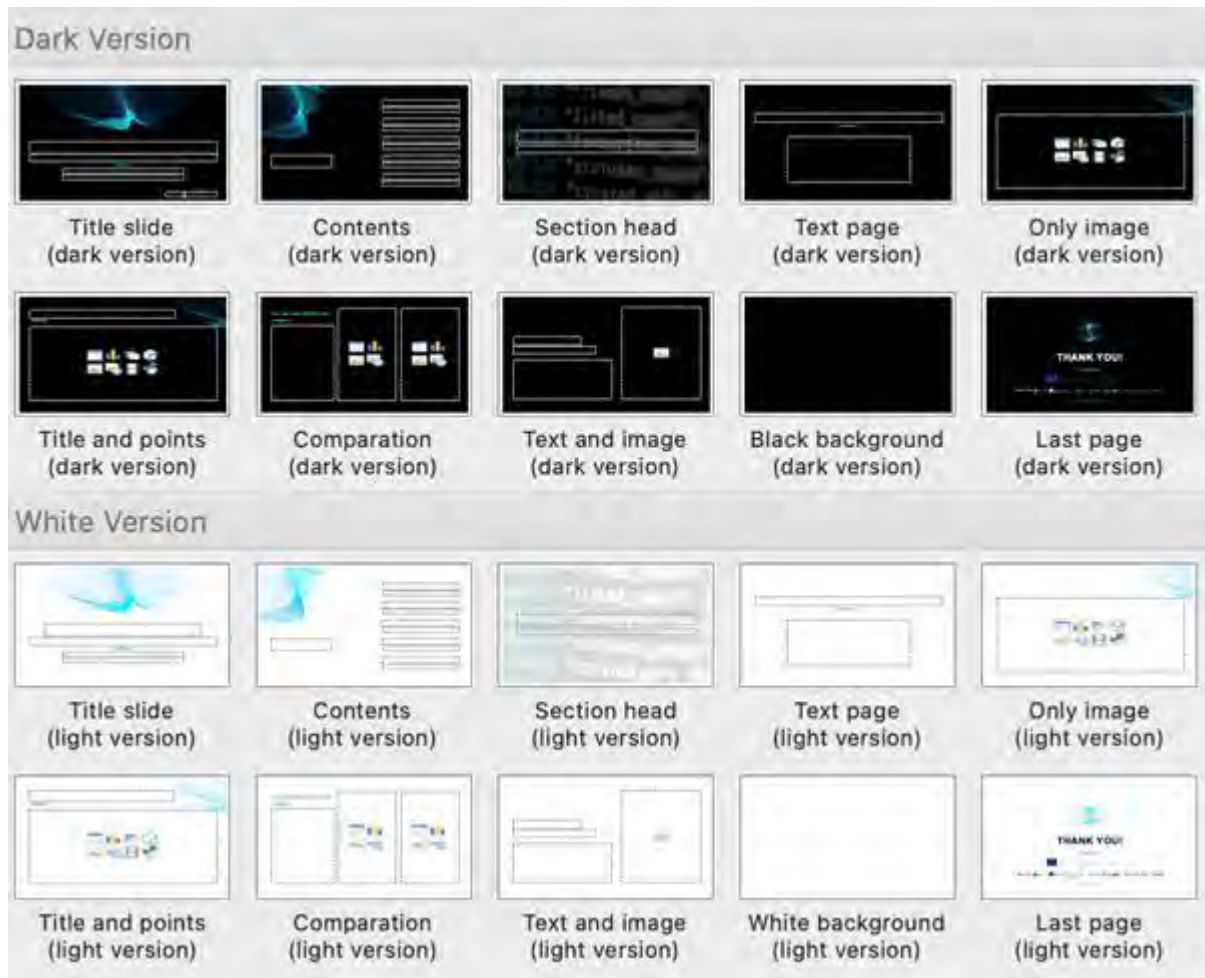 Dark Version
Title slide
(dark version)
Contents
(dark version)
Section head
(dark version)
Text page
(dark version)
Only image
(dark version)
THANK YOU!
Title and points
(dark version)
Comparation
(dark version)
Text and image
(dark version)
Black background
(dark version)
Last page
(dark version)
White Version
Title slide
(light version)
Contents
(light version)
Section head
(light version)
Text page
(light version)
Only image
(light version)
THANK YOU!
Title and points
(light version)
Comparation
(light version)
Text and image
(light version)
White background
(light version)
Last page
(light version)